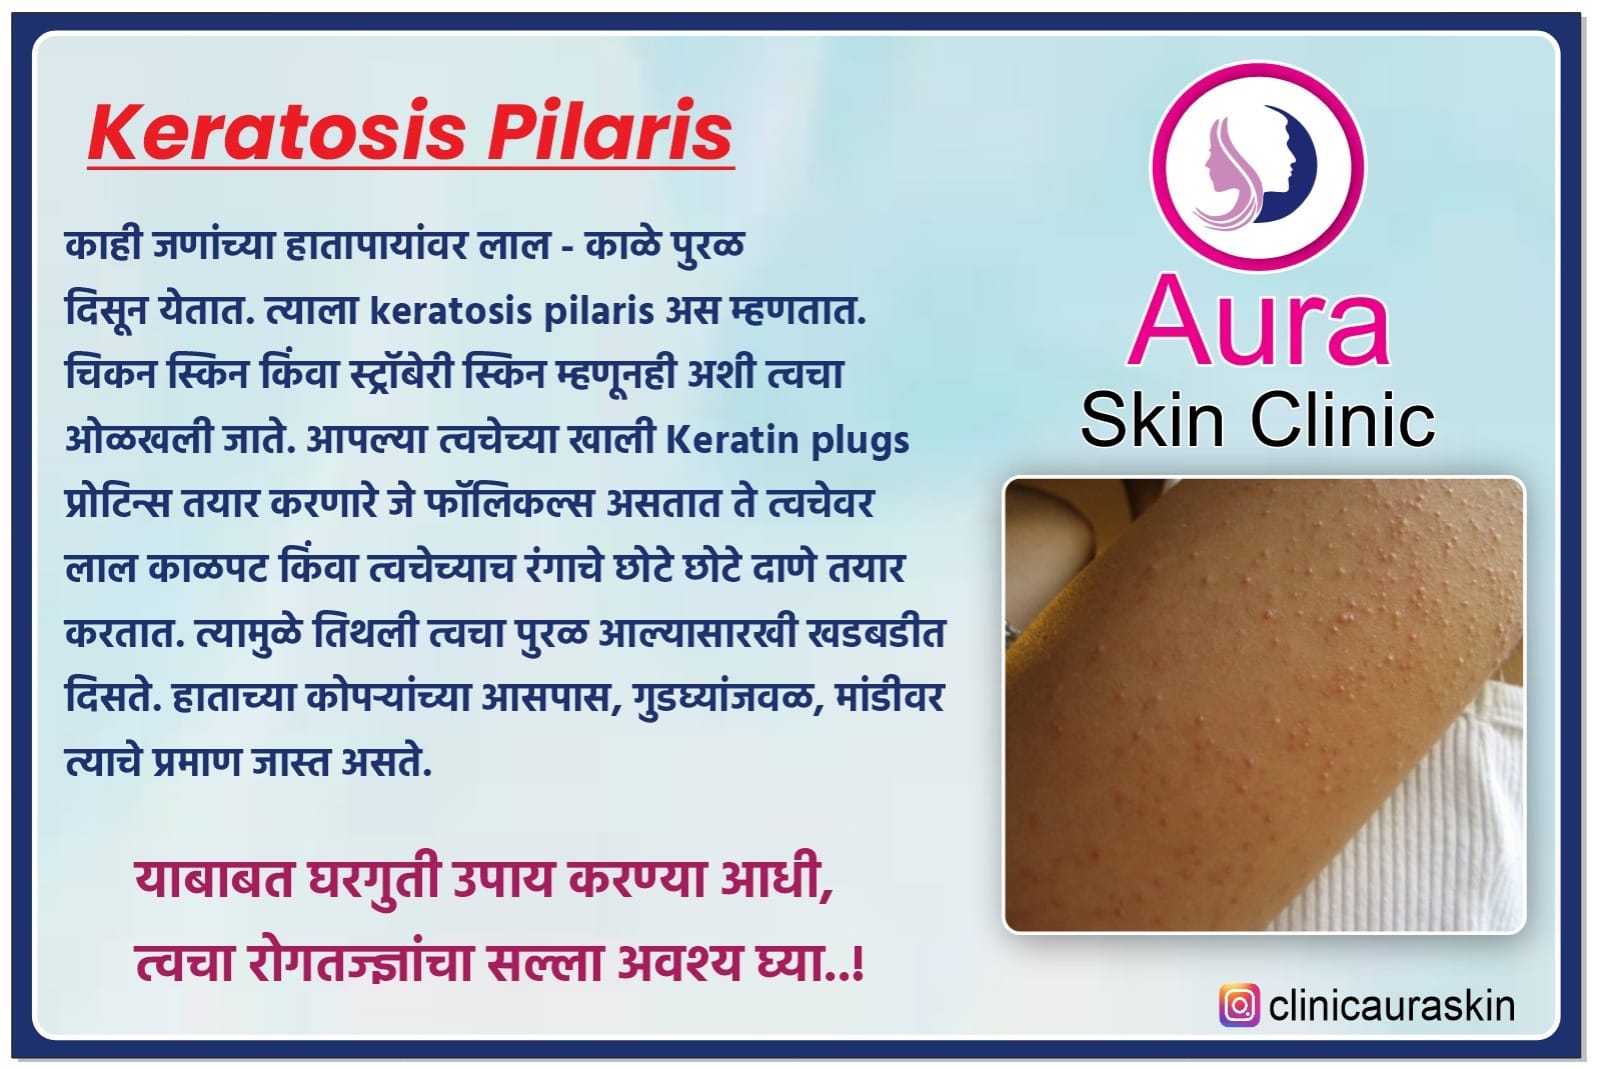 Keratosis Pilaris
काही जणांच्या हातापायांवर लाल - काळे पुरळ
दिसून येतात. त्याला keratosis pilaris अस म्हणतात.
चिकन स्किन किंवा स्ट्रॉबेरी स्किन म्हणूनही अशी त्वचा
ओळखली जाते. आपल्या त्वचेच्या खाली Keratin plugs
प्रोटिन्स तयार करणारे जे फॉलिकल्स असतात ते त्वचेवर
लाल काळपट किंवा त्वचेच्याच रंगाचे छोटे छोटे दाणे तयार
करतात. त्यामुळे तिथली त्वचा पुरळ आल्यासारखी खडबडीत
दिसते. हाताच्या कोपऱ्यांच्या आसपास, गुडघ्यांजवळ, मांडीवर
त्याचे प्रमाण जास्त असते.
याबाबत घरगुती उपाय करण्या आधी,
त्वचा रोगतज्ज्ञांचा सल्ला अवश्य घ्या..!
Aura
Skin Clinic
clinicauraskin